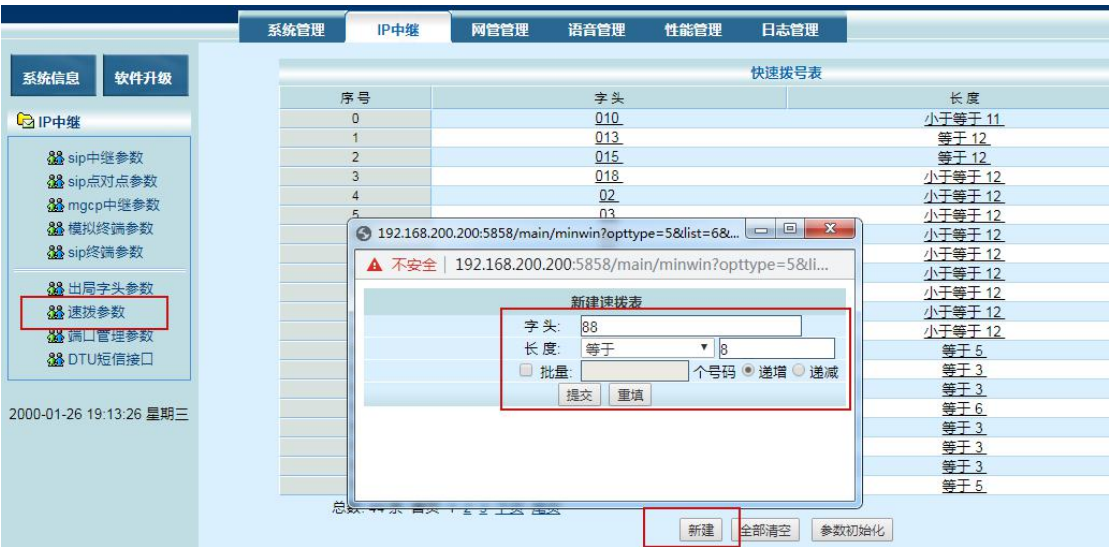 系统管理 IP中继 网管管理 语音管理 性能管理 日志管理
系统信息 软件升级
快速拨号表
序号 字头 长度
IP中继
0 010 小于等于 11
1 013 等于 12
2 015 等于 12
3 018 小于等于 12
4 02 小于等于 12
5 03 小于等于 12
sip中继参数
sip点对点参数
mgcp中继参数
模拟终端参数
sip终端参数
出局字头参数
速拨参数
端口管理参数
DTU短信接口
2000-01-26 19:13:26 星期三
192.168.200.200:5858/main/minwin?opttype=5&list=6&...
不安全 | 192.168.200.200:5858/main/minwin?opttype=5&li...
新建速拨表
字头: 88
长度: 等于 8
批量: 个号码 递增 递减
提交 重填
小于等于 12
小于等于 12
小于等于 12
小于等于 12
小于等于 12
小于等于 12
等于 5
等于 3
等于 3
等于 6
等于 3
等于 3
等于 3
等于 5
新建 全部清空 参数初始化